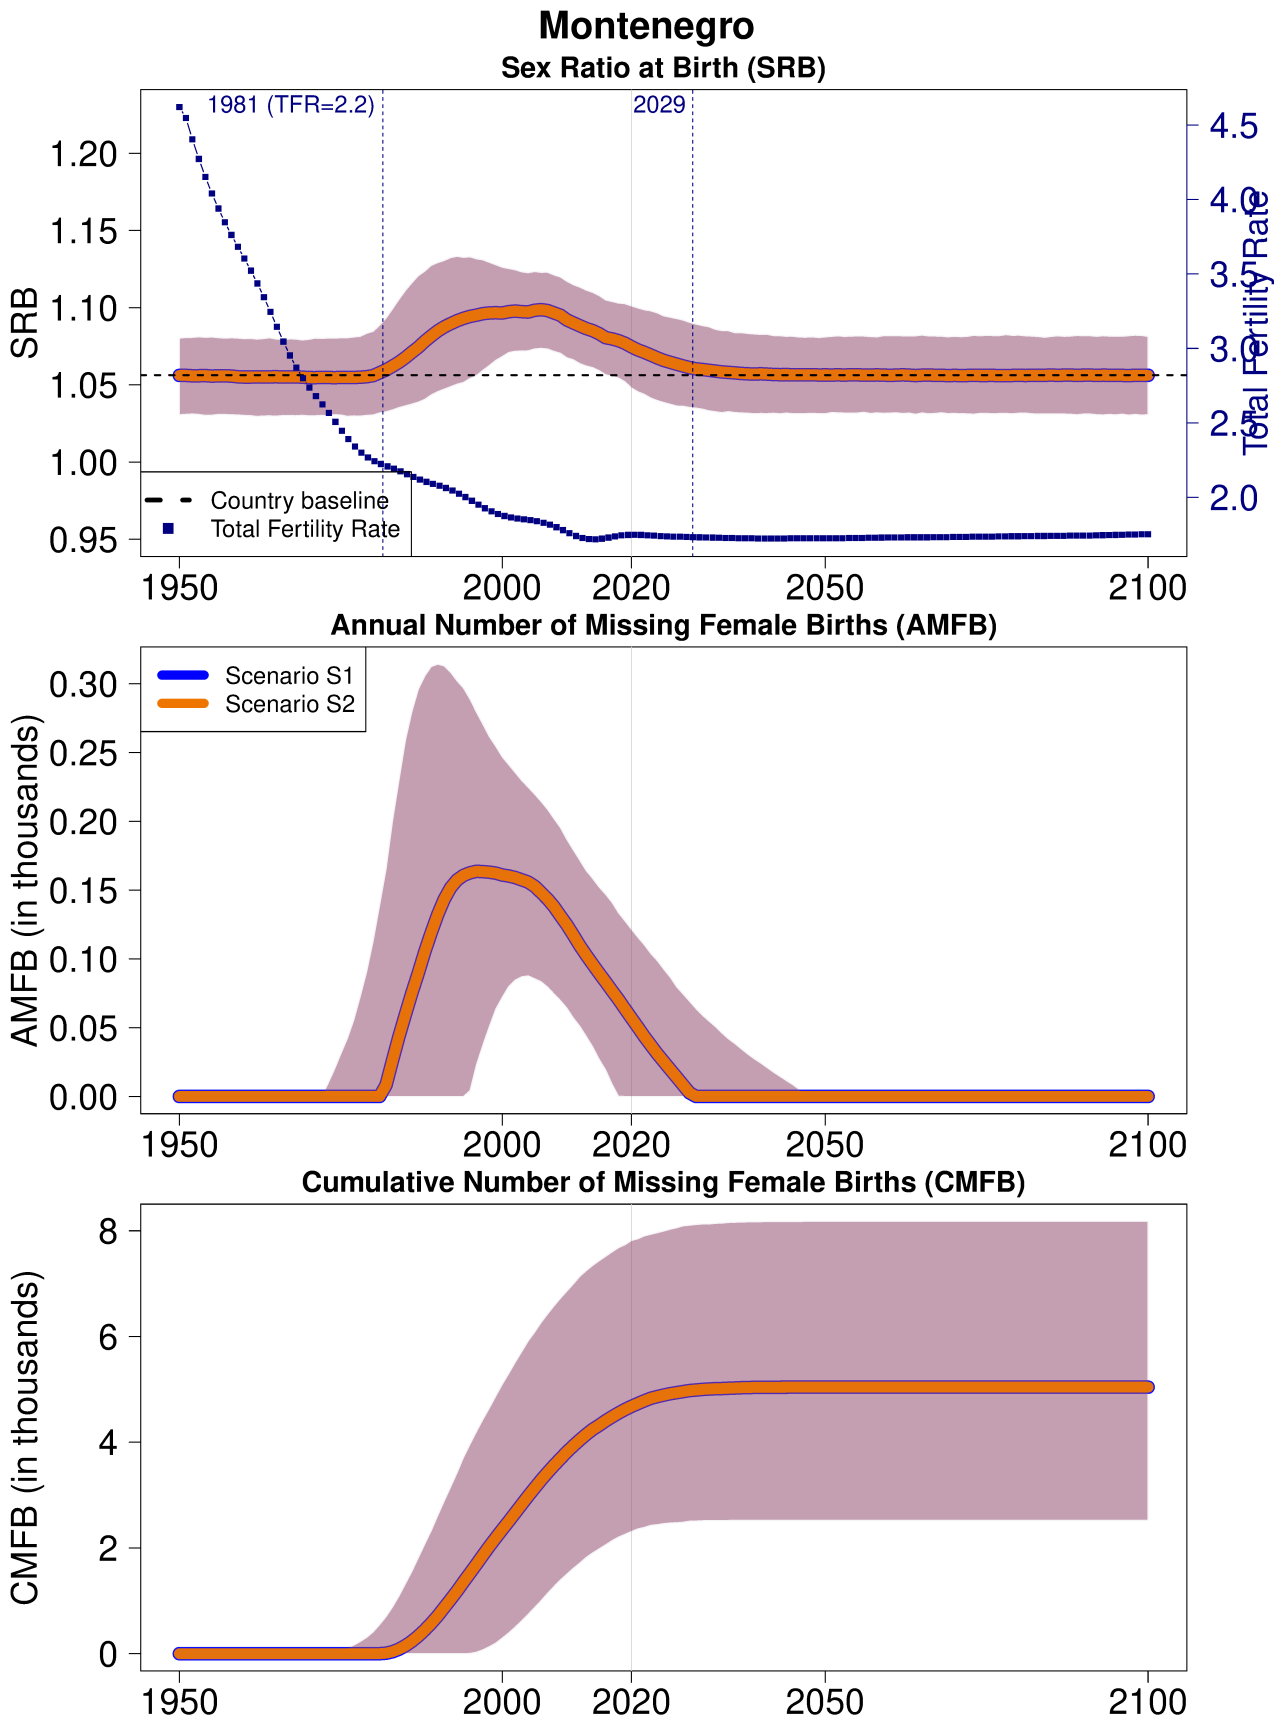 Montenegro
Sex Ratio at Birth (SRB)
1981 (TFR=2.2)
2029
SRB
1.20
1.15
1.10
1.05
1.00
0.95
4.5
4.0
3.5
3.0
2.5
2.0
Total Fertility Rate
Country baseline
Total Fertility Rate
1950 2000 2020 2050 2100
Annual Number of Missing Female Births (AMFB)
AMFB (in thousands)
0.30
0.25
0.20
0.15
0.10
0.05
0.00
Scenario S1
Scenario S2
1950 2000 2020 2050 2100
Cumulative Number of Missing Female Births (CMFB)
CMFB (in thousands)
8
6
4
2
0
1950 2000 2020 2050 2100